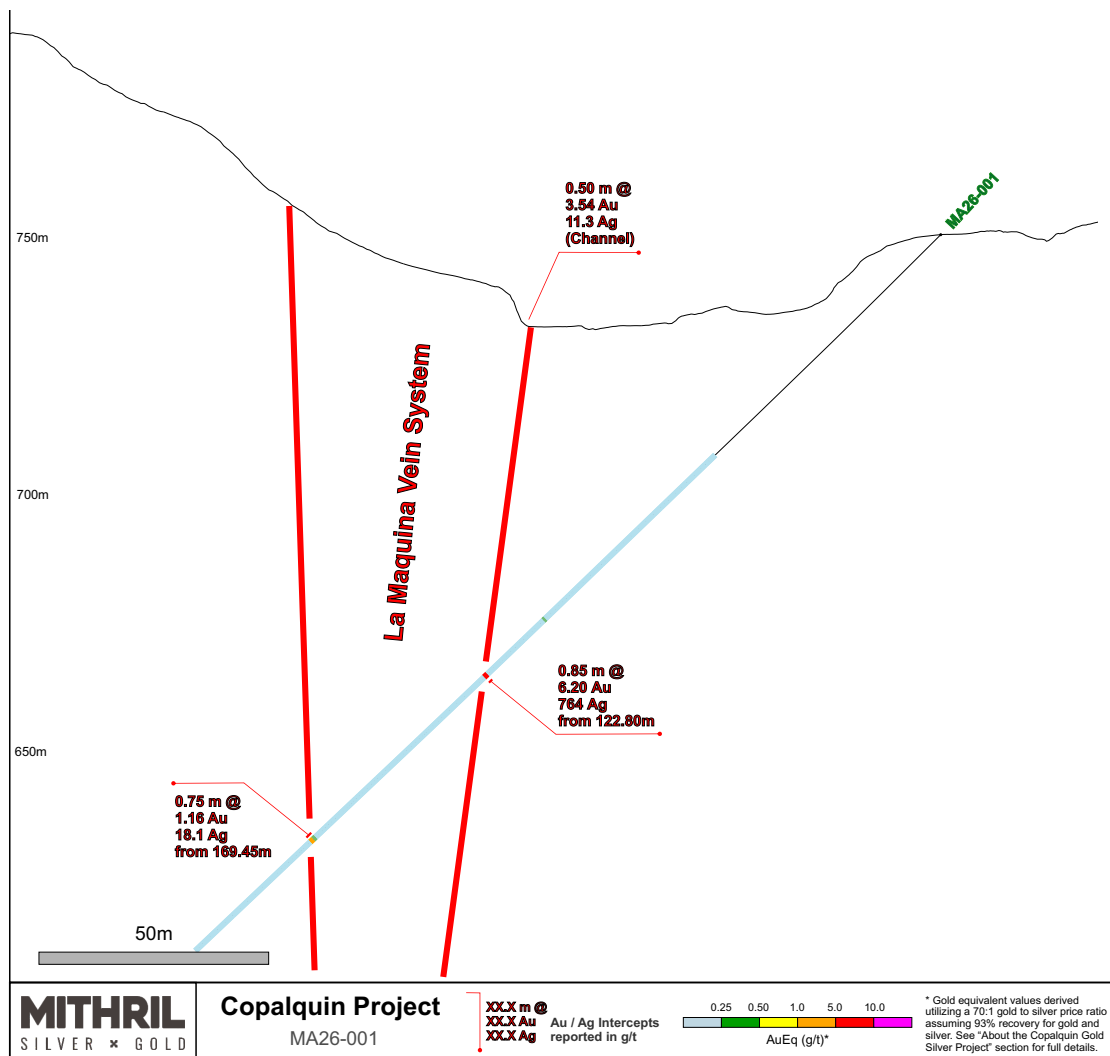 MA26-001
0.50 m @
3.54 Au
11.3 Ag
(Channel)
750m
La Maquina Vein System
700m
0.85 m @
6.20 Au
764 Ag
from 122.80m
650m
0.75 m @
1.16 Au
18.1 Ag
from 169.45m
50m
MITHRIL
SILVER × GOLD
Copalquin Project
MA26-001
XX.X m @
XX.X Au
XX.X Ag
Au / Ag Intercepts
reported in g/t
0.25 0.50 1.0 5.0 10.0
AuEq (g/t)*
* Gold equivalent values derived
utilizing a 70:1 gold to silver price ratio
assuming 93% recovery for gold and
silver. See "About the Copalquin Gold
Silver Project" section for full details.